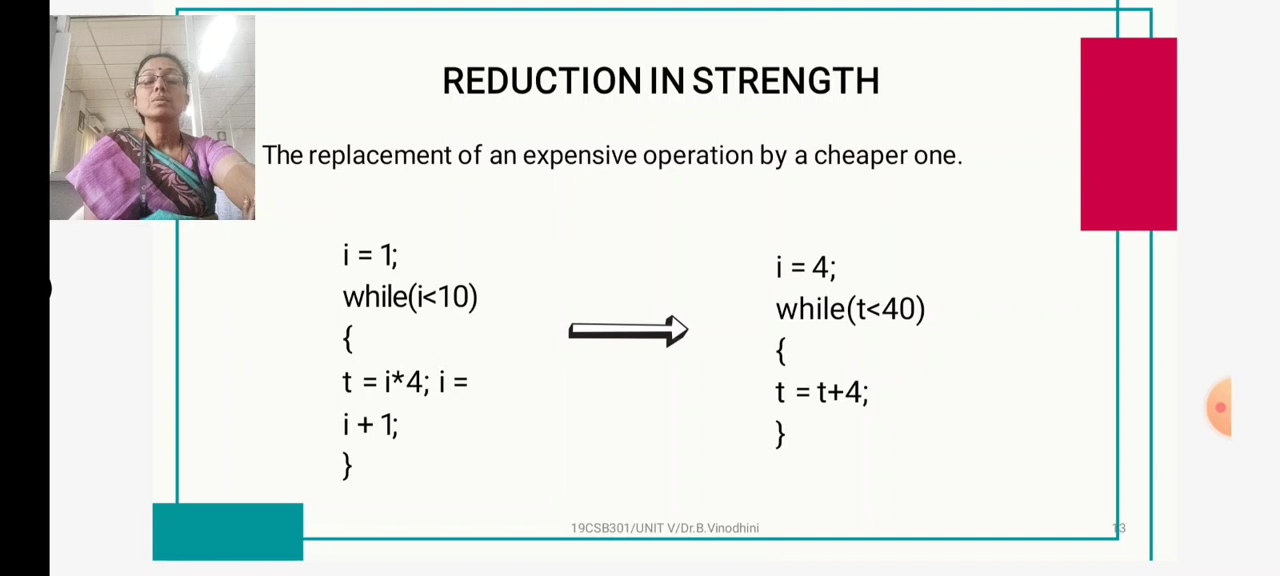 REDUCTION IN STRENGTH
The replacement of an expensive operation by a cheaper one.
i = 1;
while(i<10)
{
t = i*4; i =
i + 1;
}
i = 4;
while(t<40)
{
t = t+4;
}
19CSB301/UNIT V/Dr.B.Vinodhini
13